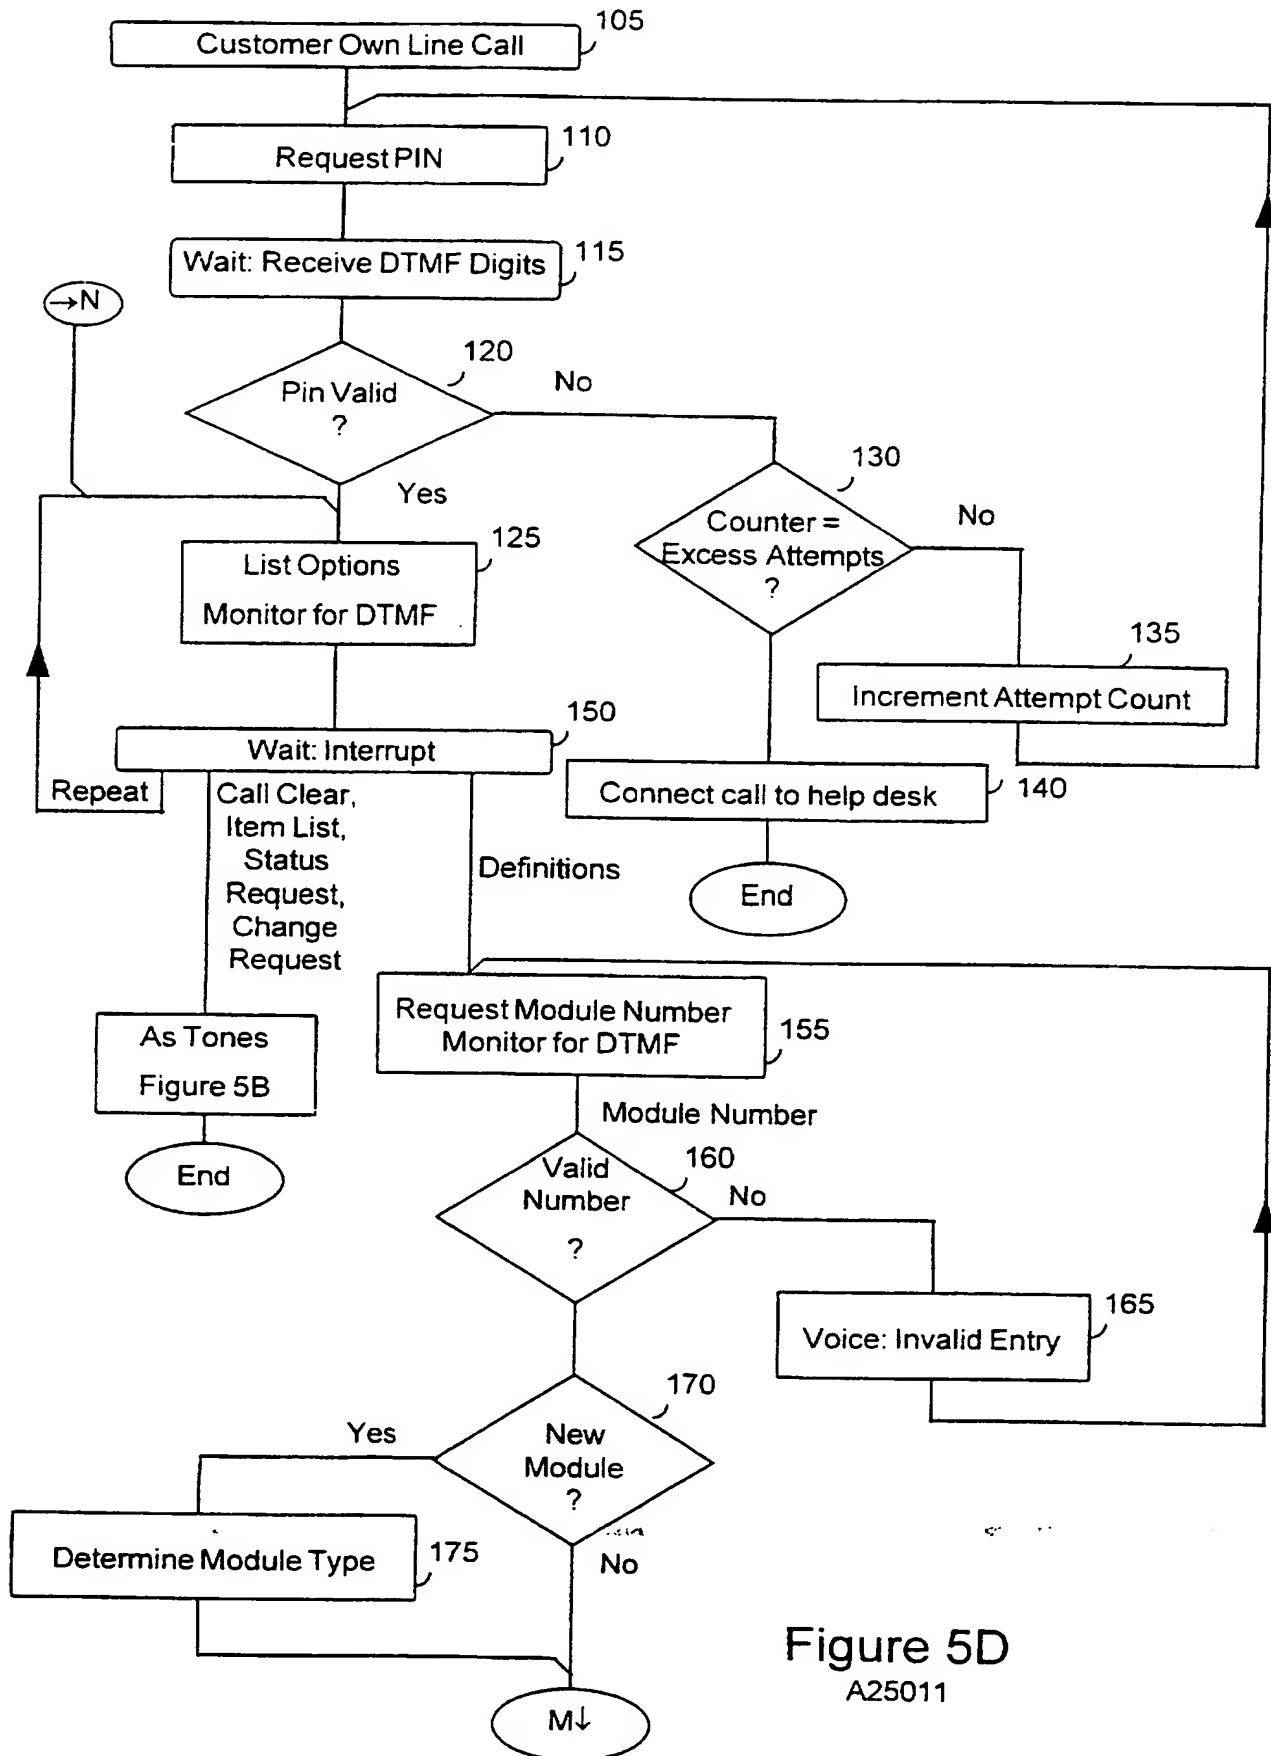 105
Customer Own Line Call
110
Request PIN
115
Wait: Receive DTMF Digits
→N
120
Pin Valid
?
No
Yes
130
Counter =
Excess Attempts
?
No
125
List Options
Monitor for DTMF
135
Increment Attempt Count
150
Wait: Interrupt
Repeat
Call Clear,
Item List,
Status
Request,
Change
Request
Definitions
Connect call to help desk
140
End
As Tones
Figure 5B
End
Request Module Number
Monitor for DTMF
155
Module Number
Valid
Number
?
160
No
165
Voice: Invalid Entry
170
New
Module
?
Yes
No
Determine Module Type
175
M↓
Figure 5D
A25011